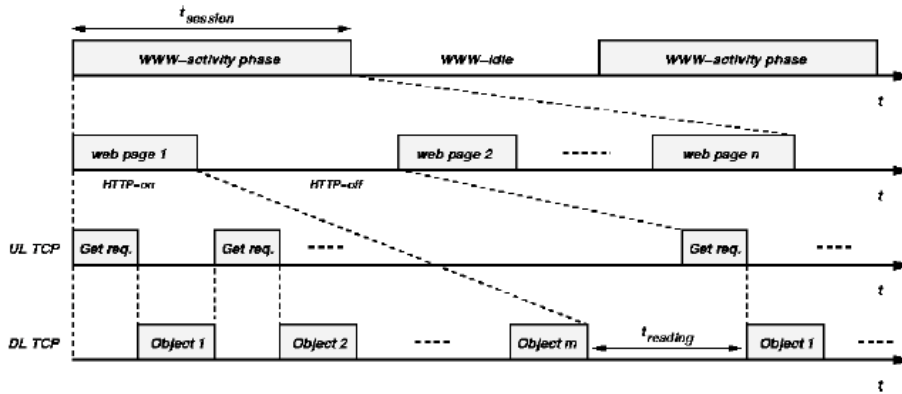 t_session
WWW–activity phase WWW–idle WWW–activity phase
t
web page 1 web page 2 web page n
HTTP–on HTTP–off t
UL TCP Get req. Get req. Get req.
t
DL TCP Object 1 Object 2 Object m t_reading Object 1
t